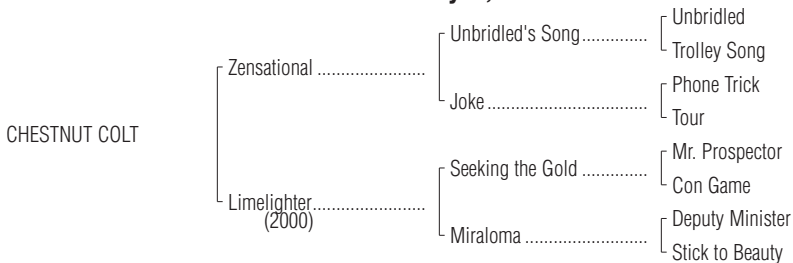 Unbridled
Unbridled's Song..............
Trolley Song
Zensational .........................
Phone Trick
Joke......................................
Tour
CHESTNUT COLT
Mr. Prospector
Seeking the Gold ...............
Con Game
Limelighter..........................
(2000)
Deputy Minister
Miraloma .............................
Stick to Beauty